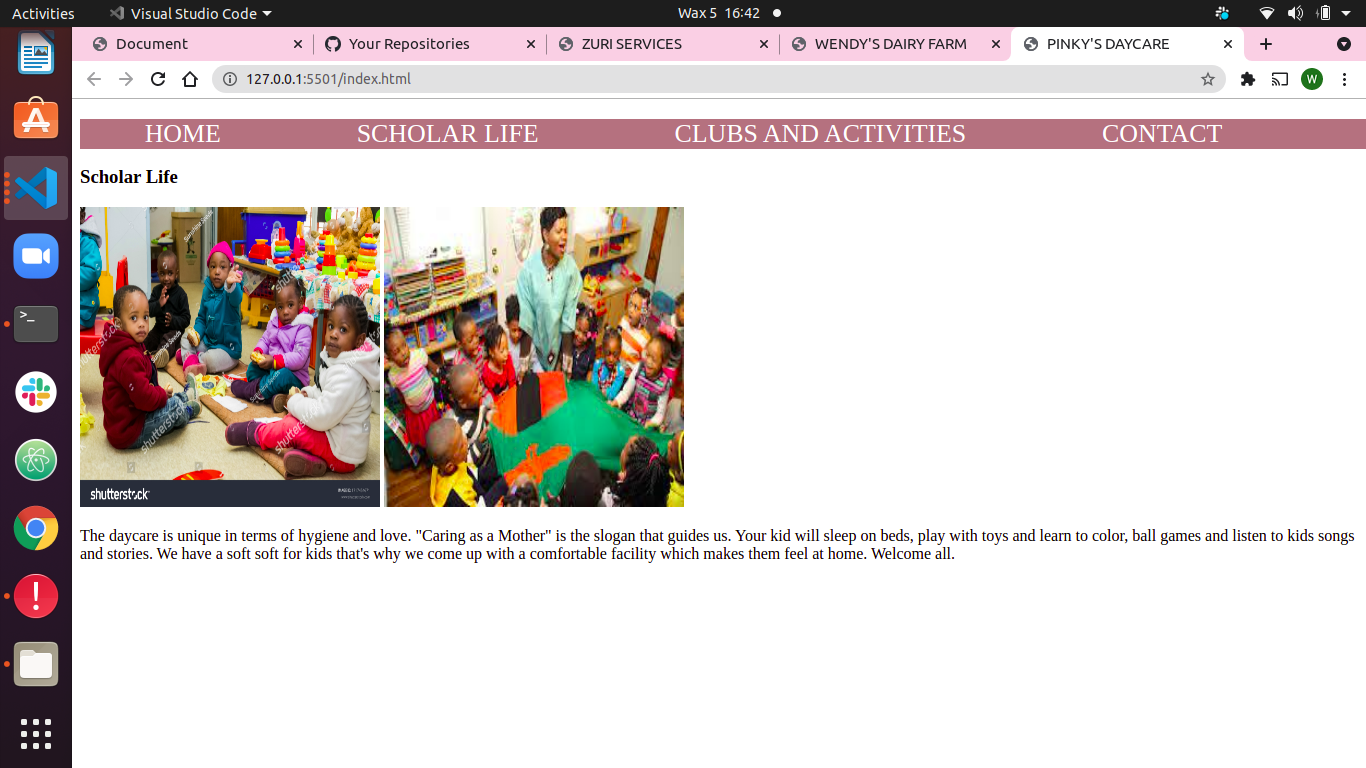 Activities Visual Studio Code Wax 5 16:42
Document Your Repositories ZURI SERVICES WENDY'S DAIRY FARM PINKY'S DAYCARE
127.0.0.1:5501/index.html W
HOME SCHOLAR LIFE CLUBS AND ACTIVITIES CONTACT
Scholar Life
shutterstock
shutterstock
shutterstock
The daycare is unique in terms of hygiene and love. "Caring as a Mother" is the slogan that guides us. Your kid will sleep on beds, play with toys and learn to color, ball games and listen to kids songs
and stories. We have a soft soft for kids that's why we come up with a comfortable facility which makes them feel at home. Welcome all.